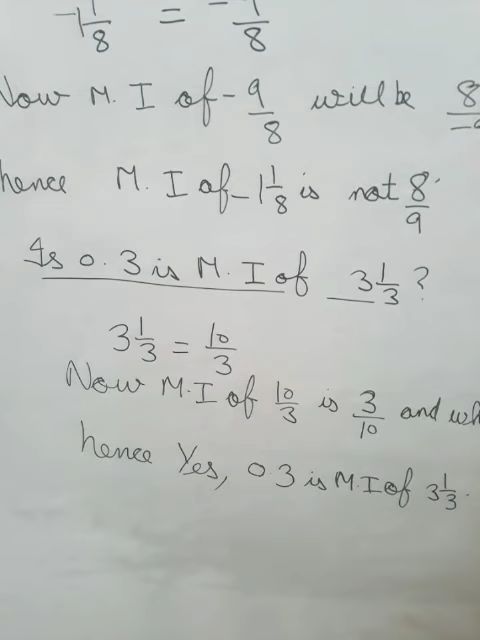 -1 1/8 = -9/8
Now M.I of -9/8 will be 8/-9
hence M.I of -1 1/8 is not 8/9.
Is 0.3 is M.I of 3 1/3?
3 1/3 = 10/3
Now M.I of 10/3 is 3/10 and
hence Yes, 0.3 is M.I of 3 1/3.